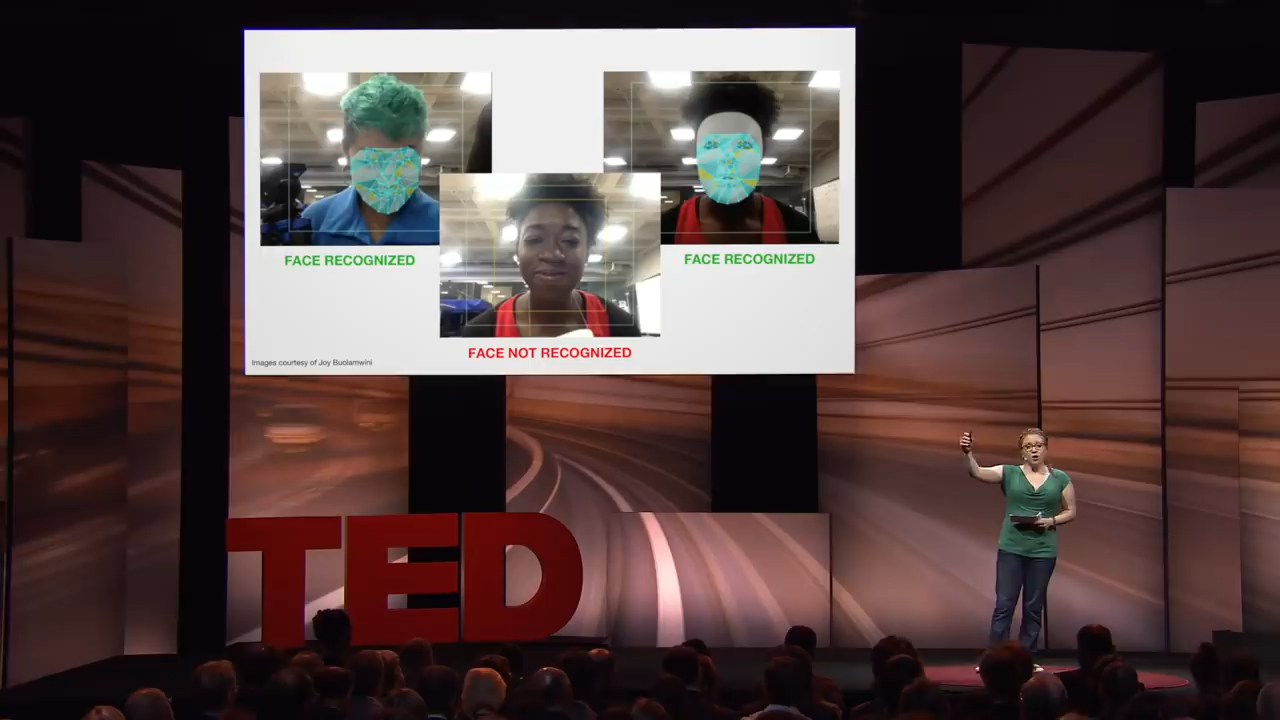 FACE RECOGNIZED
FACE RECOGNIZED
FACE NOT RECOGNIZED
Images courtesy of Joy Buolamwini
TED